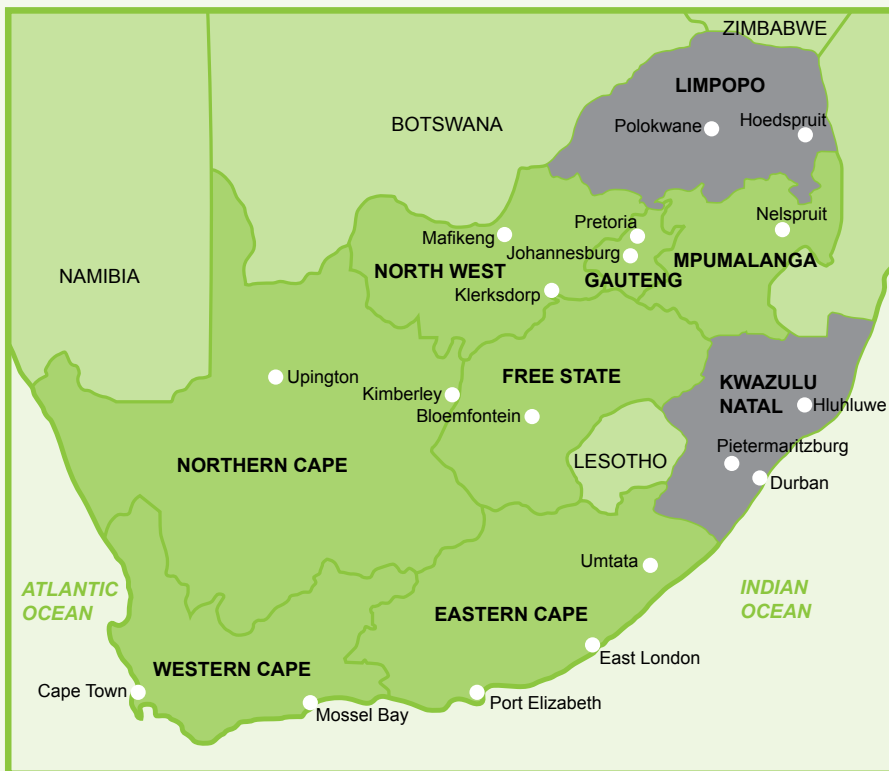 ZIMBABWE
LIMPOPO
BOTSWANA
Polokwane
Hoedspruit
Nelspruit
Pretoria
Mafikeng
Johannesburg
MPUMALANGA
NORTH WEST
GAUTENG
NAMIBIA
Klerksdorp
Upington
FREE STATE
KWAZULU
NATAL
Kimberley
Hluhluwe
Bloemfontein
Pietermaritzburg
NORTHERN CAPE
LESOTHO
Durban
Umtata
ATLANTIC
OCEAN
INDIAN
OCEAN
EASTERN CAPE
East London
WESTERN CAPE
Cape Town
Port Elizabeth
Mossel Bay